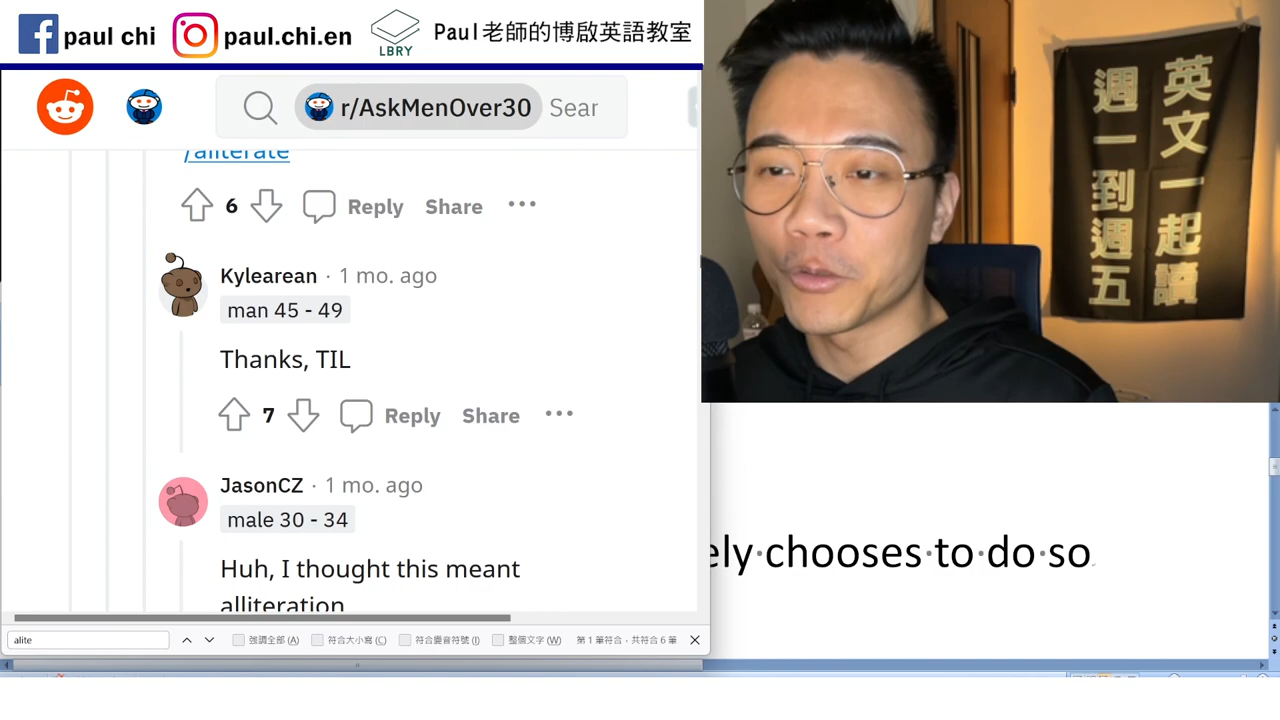 paul chi
paul.chi.en
LBRY
Paul老師的博啟英語教室
r/AskMenOver30
Sear
/aliterate
6
Reply
Share
Kylearean · 1 mo. ago
man 45 - 49
Thanks, TIL
7
Reply
Share
JasonCZ · 1 mo. ago
male 30 - 34
Huh, I thought this meant
alliteration
alite
強調全部 (A)
符合大小寫 (C)
符合變音符號 (I)
整個文字 (W)
第 1 筆符合，共符合 6 筆
ely chooses to do so
英文一起讀
週一到週五